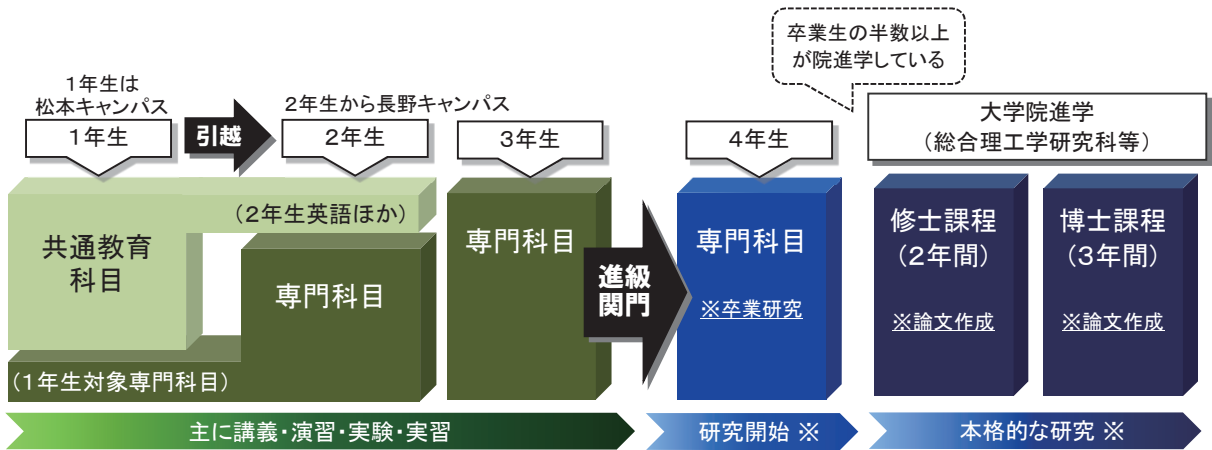 卒業生の半数以上
が院進学している
1年生は
松本キャンパス
1年生
引越
2年生から長野キャンパス
2年生
3年生
4年生
大学院進学
(総合理工学研究科等)
共通教育
科目
(2年生英語ほか)
専門科目
(1年生対象専門科目)
専門科目
進級
関門
専門科目
※卒業研究
修士課程
(2年間)
※論文作成
博士課程
(3年間)
※論文作成
主に講義・演習・実験・実習
研究開始 ※
本格的な研究 ※